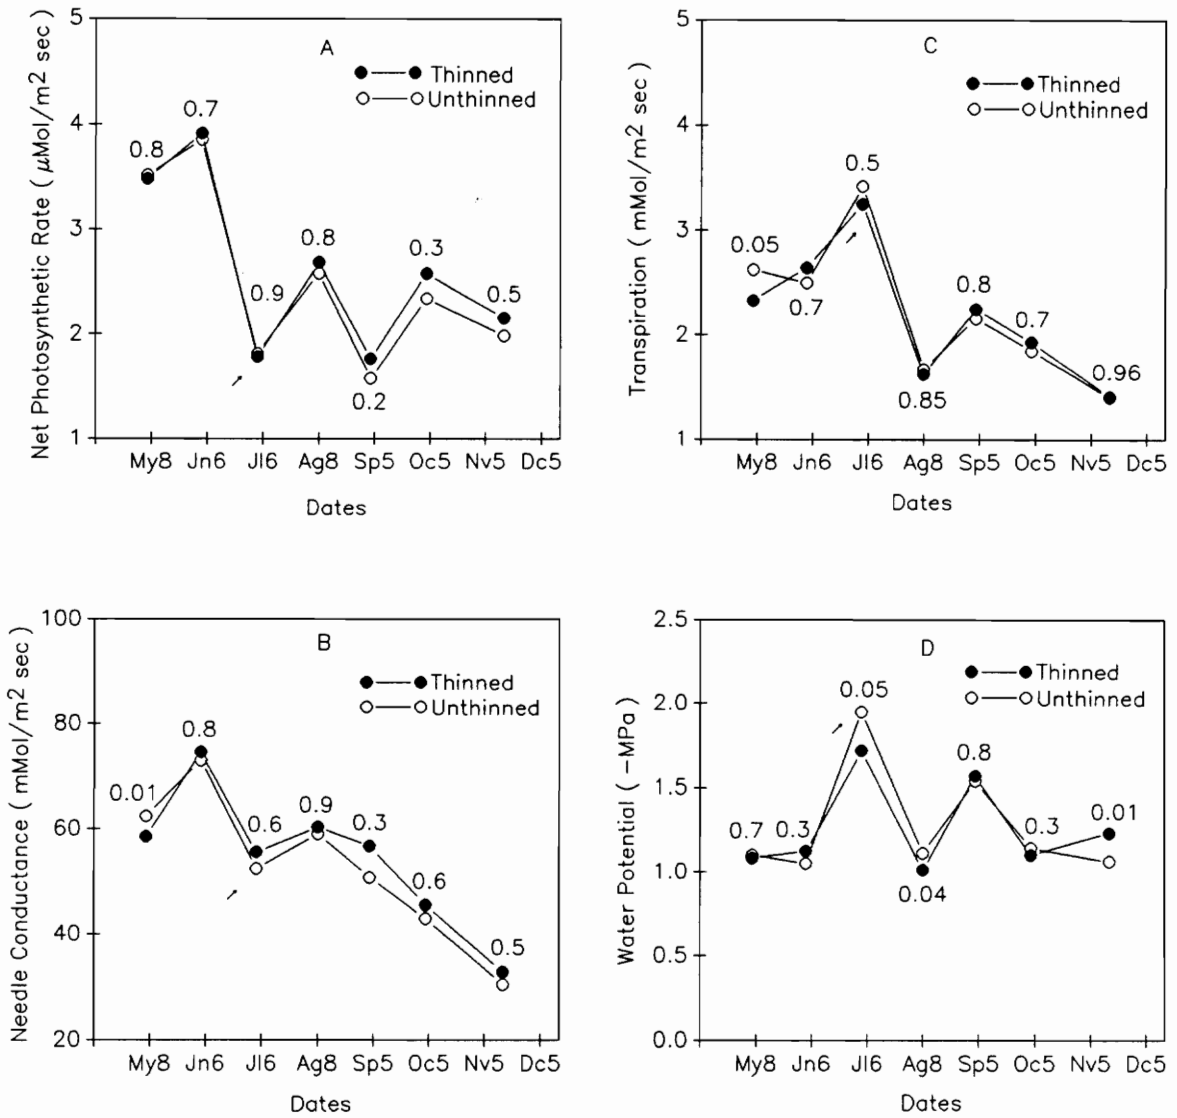 A
Thinned
Unthinned
Net Photosynthetic Rate ( μMol/m2 sec)
5
4
3
2
1
0.8
0.7
0.9
0.8
0.2
0.3
0.5
My8 Jn6 Jl6 Ag8 Sp5 Oc5 Nv5 Dc5
Dates
C
Thinned
Unthinned
Transpiration ( mMol/m2 sec)
5
4
3
2
1
0.05
0.7
0.5
0.85
0.8
0.7
0.96
My8 Jn6 Jl6 Ag8 Sp5 Oc5 Nv5 Dc5
Dates
B
Thinned
Unthinned
Needle Conductance ( mMol/m2 sec)
100
80
60
40
20
0.01
0.8
0.6
0.9
0.3
0.6
0.5
My8 Jn6 Jl6 Ag8 Sp5 Oc5 Nv5 Dc5
Dates
D
Thinned
Unthinned
Water Potential ( -MPa)
2.5
2.0
1.5
1.0
0.5
0.0
0.7
0.3
0.05
0.04
0.8
0.3
0.01
My8 Jn6 Jl6 Ag8 Sp5 Oc5 Nv5 Dc5
Dates